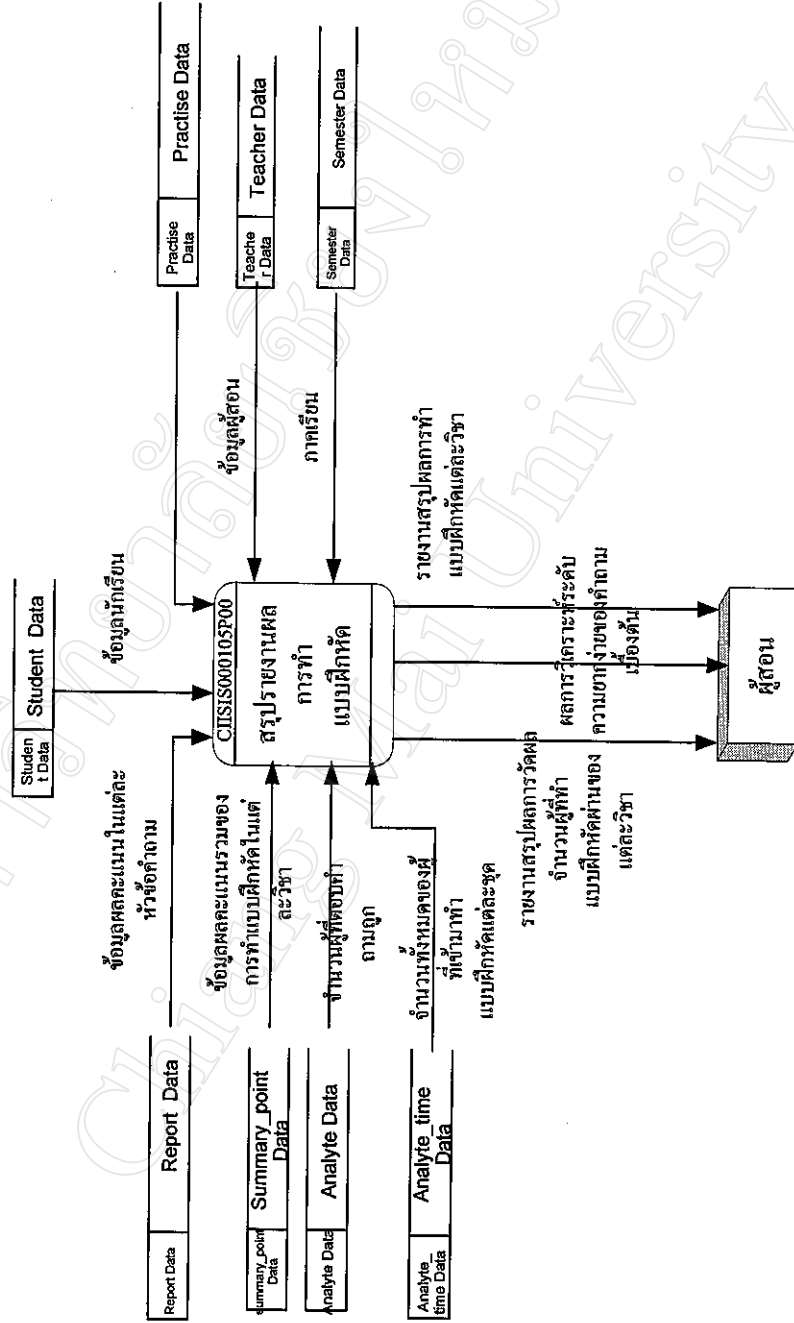 Studen
t Data
Student Data
Report Data
Report Data
ข้อมูลผลคะแนนในแต่ละ
หัวข้อคำถาม
ข้อมูลนักเรียน
Practise
Data
Practise Data
summary_point
Data
Summary_point
Data
ข้อมูลผลคะแนนรวมของ
การทำแบบฝึกหัดในแต่
ละวิชา
CIISIS000105P00
สรุปรายงานผล
การทำ
แบบฝึกหัด
ข้อมูลผู้สอน
Teache
r Data
Teacher Data
Analyte Data
Analyte Data
จำนวนผู้ที่ตอบคำ
ถามถูก
ภาคเรียน
Semester
Data
Semester Data
Analyte_
time Data
Analyte_time
Data
จำนวนทั้งหมดของผู้
ที่เข้ามาทำ
แบบฝึกหัดแต่ละชุด
รายงานสรุปผลการวัดผล
จำนวนผู้ที่ทำ
แบบฝึกหัดผ่านของ
แต่ละวิชา
ผลการวิเคราะห์ระดับ
ความยากง่ายของคำถาม
เบื้องต้น
รายงานสรุปผลการทำ
แบบฝึกหัดแต่ละวิชา
ผู้สอน
Chiang Mai University